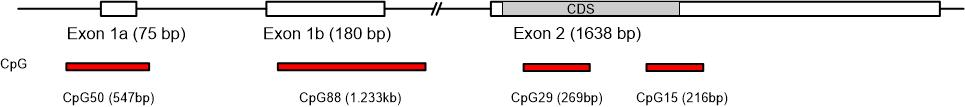 CDS
Exon 1a (75 bp) Exon 1b (180 bp) Exon 2 (1638 bp)
CpG
CpG50 (547bp) CpG88 (1.233kb) CpG29 (269bp) CpG15 (216bp)